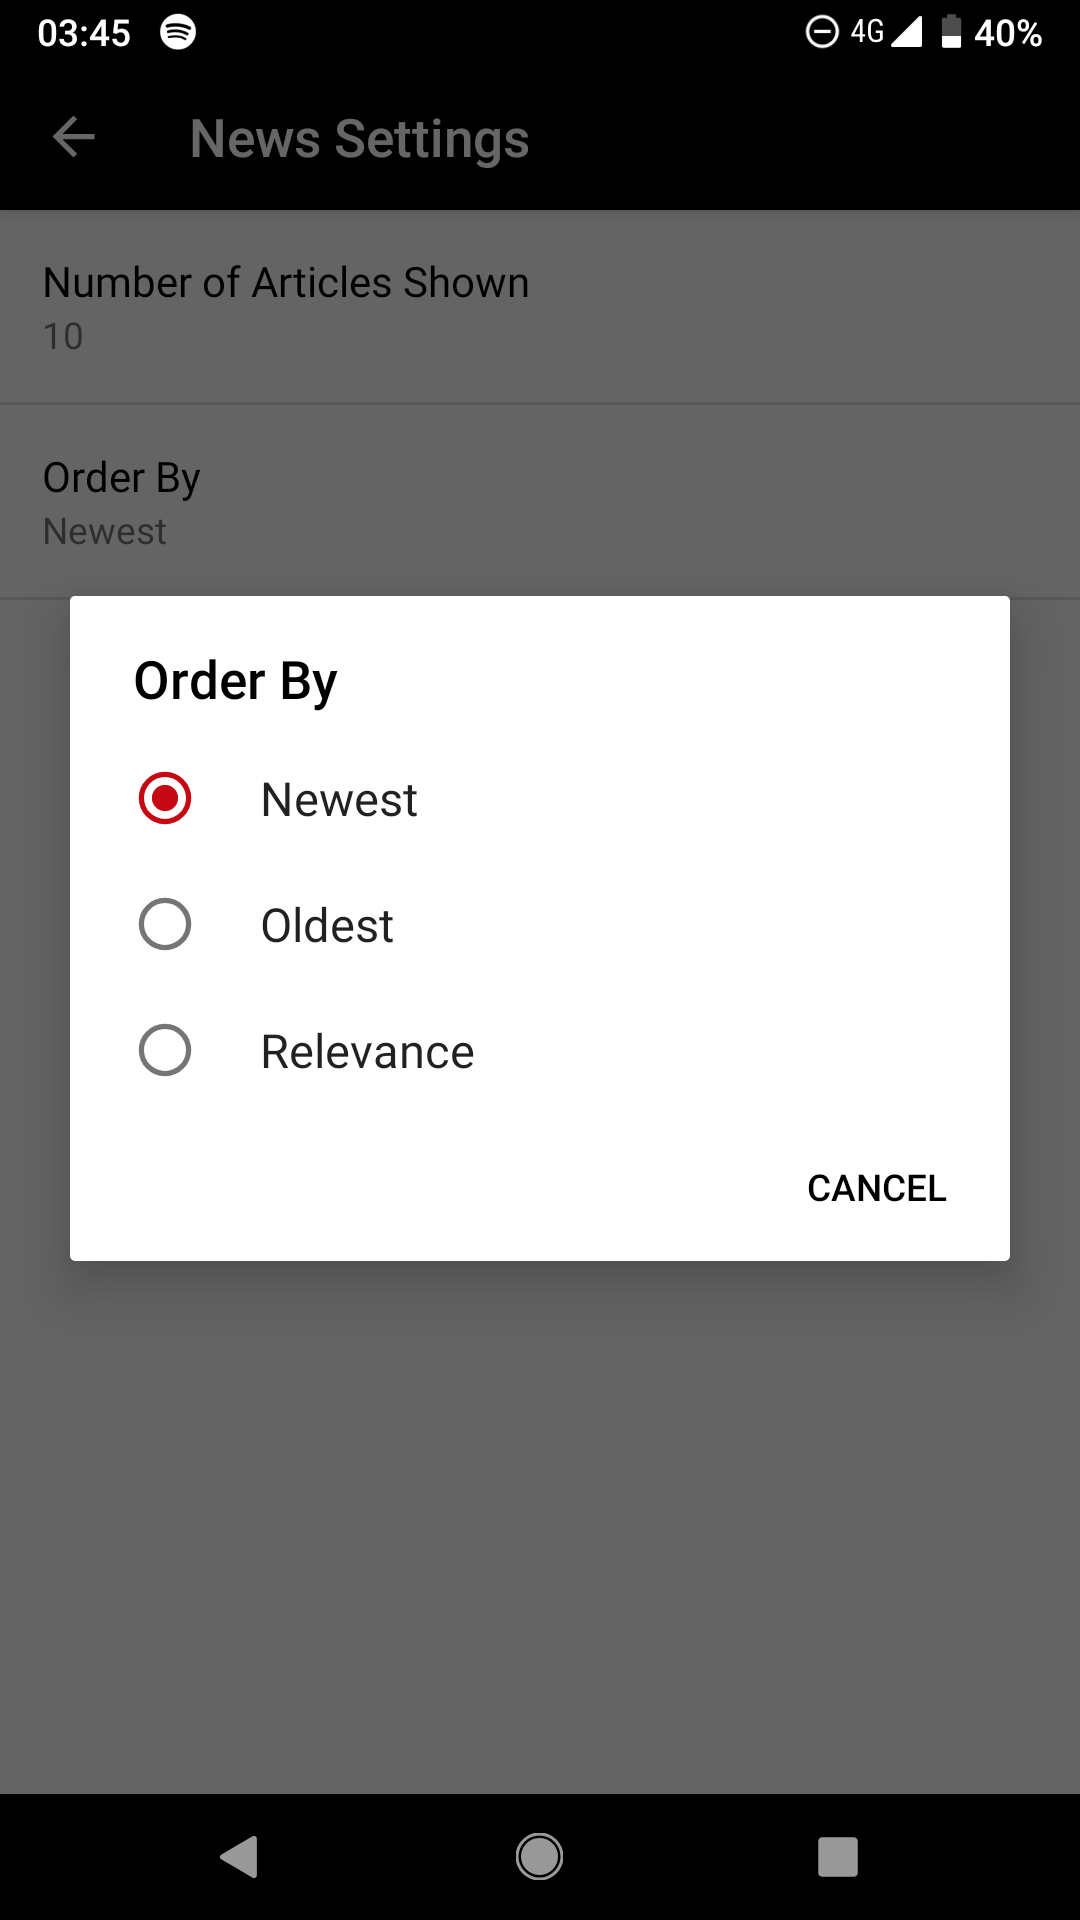 03:45 4G 40%
News Settings
Number of Articles Shown
10
Order By
Newest
Order By
Newest
Oldest
Relevance
CANCEL